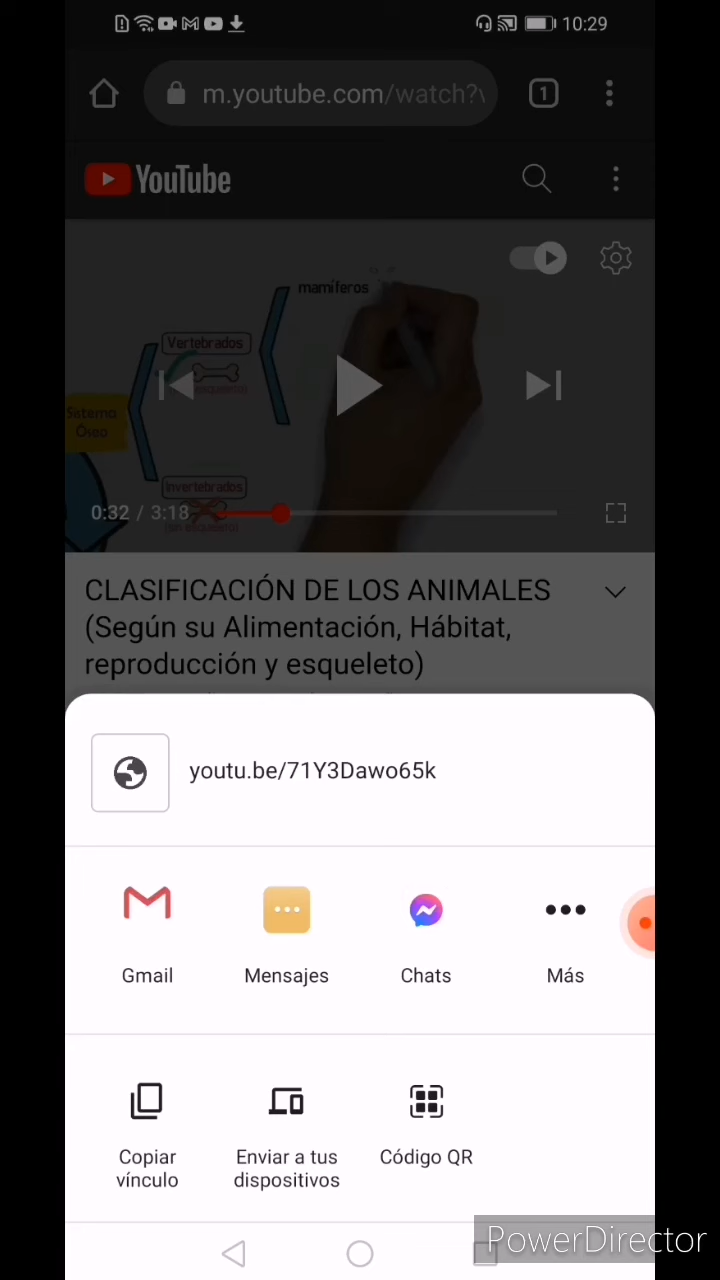 10:29
1
m.youtube.com/watch?v
YouTube
mamíferos
Vertebrados
Sistema
Óseo
Invertebrados
0:32 / 3:18
CLASIFICACIÓN DE LOS ANIMALES
(Según su Alimentación, Hábitat,
reproducción y esqueleto)
youtu.be/71Y3Dawo65k
Gmail
Mensajes
Chats
Más
Copiar
vínculo
Enviar a tus
dispositivos
Código QR
PowerDirector